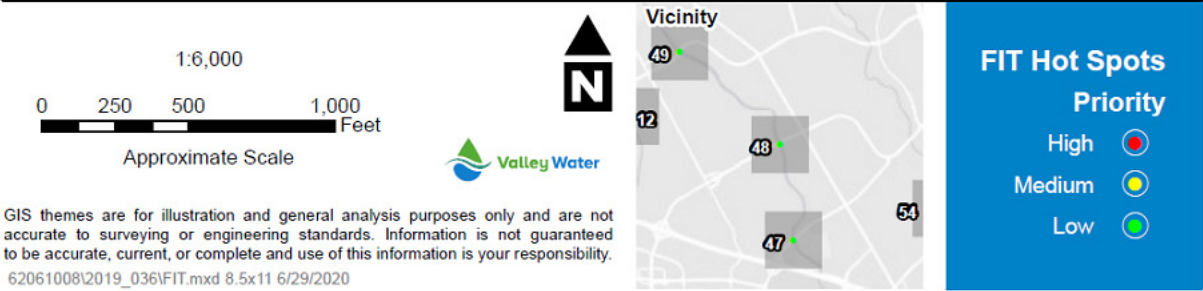 1:6,000
0 250 500 1,000
Feet
Approximate Scale
N
Valley Water
GIS themes are for illustration and general analysis purposes only and are not
accurate to surveying or engineering standards. Information is not guaranteed
to be accurate, current, or complete and use of this information is your responsibility.
62061008\2019_036\FIT.mxd 8.5x11 6/29/2020
Vicinity
49
12
48
54
47
FIT Hot Spots
Priority
High
Medium
Low